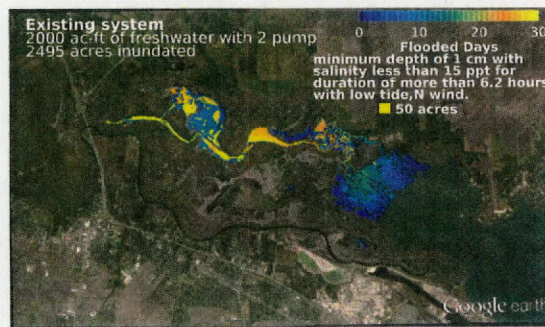 Existing system
2000 ac-ft of freshwater with 2 pump
2495 acres inundated
0 10 20 30
Flooded Days
minimum depth of 1 cm with
salinity less than 15 ppt for
duration of more than 6.2 hours
with low tide,N wind.
50 acres
Google earth